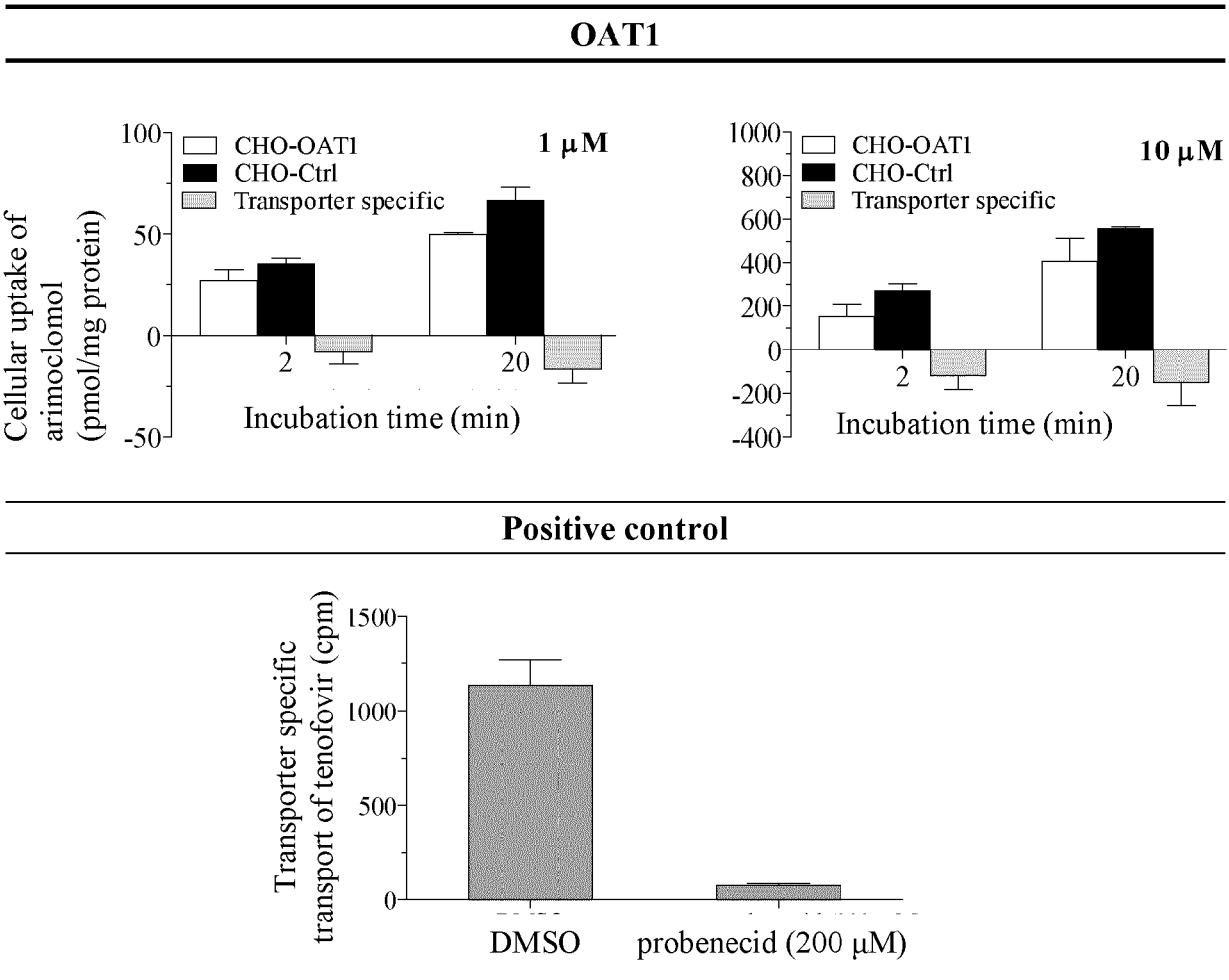 OAT1
100
50
0
-25
-50
CHO-OAT1
CHO-Ctrl
Transporter specific
1 μM
2
20
Cellular uptake of
arimoclomol
(pmol/mg protein)
Incubation time (min)
1000
800
600
400
200
0
-200
-400
CHO-OAT1
CHO-Ctrl
Transporter specific
10 μM
2
20
Incubation time (min)
Positive control
1500
1000
500
0
Transporter specific
transport of tenofovir (cpm)
DMSO
probenecid (200 μM)